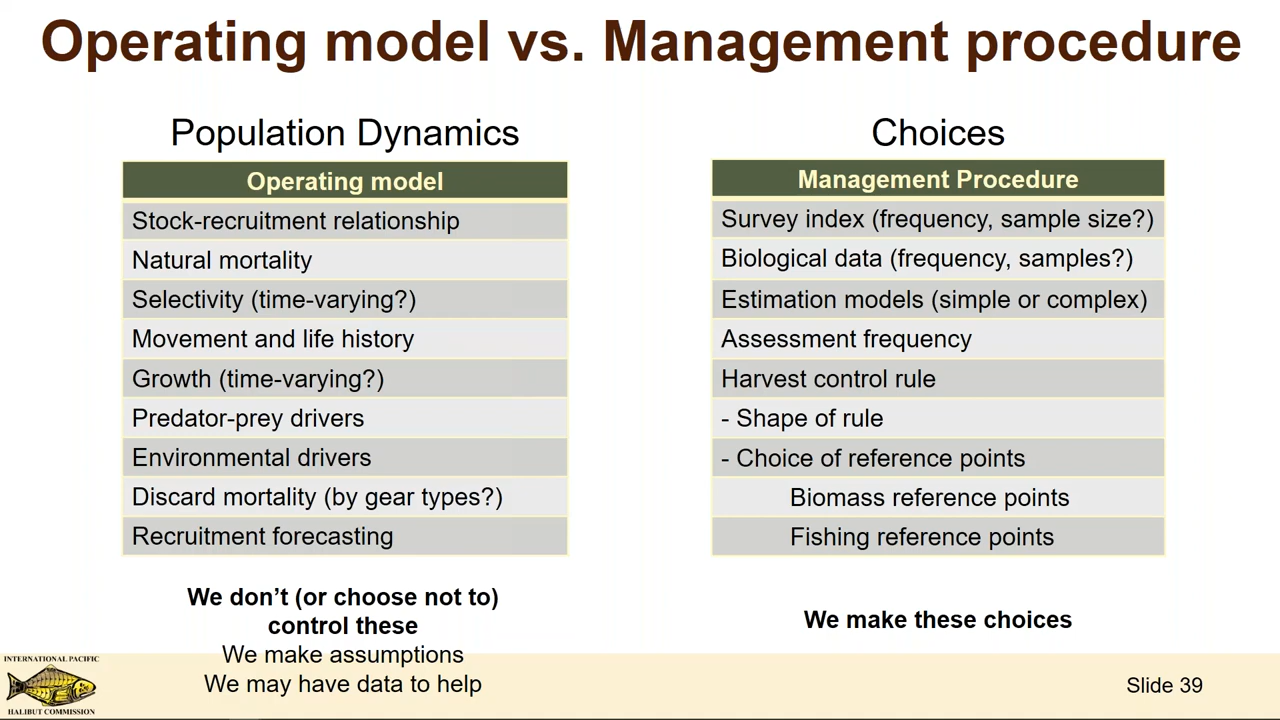 Operating model vs. Management procedure
Population Dynamics
Operating model
Stock-recruitment relationship
Natural mortality
Selectivity (time-varying?)
Movement and life history
Growth (time-varying?)
Predator-prey drivers
Environmental drivers
Discard mortality (by gear types?)
Recruitment forecasting
We don’t (or choose not to)
control these
We make assumptions
We may have data to help
Choices
Management Procedure
Survey index (frequency, sample size?)
Biological data (frequency, samples?)
Estimation models (simple or complex)
Assessment frequency
Harvest control rule
- Shape of rule
- Choice of reference points
Biomass reference points
Fishing reference points
We make these choices
INTERNATIONAL PACIFIC
HALIBUT COMMISSION
Slide 39